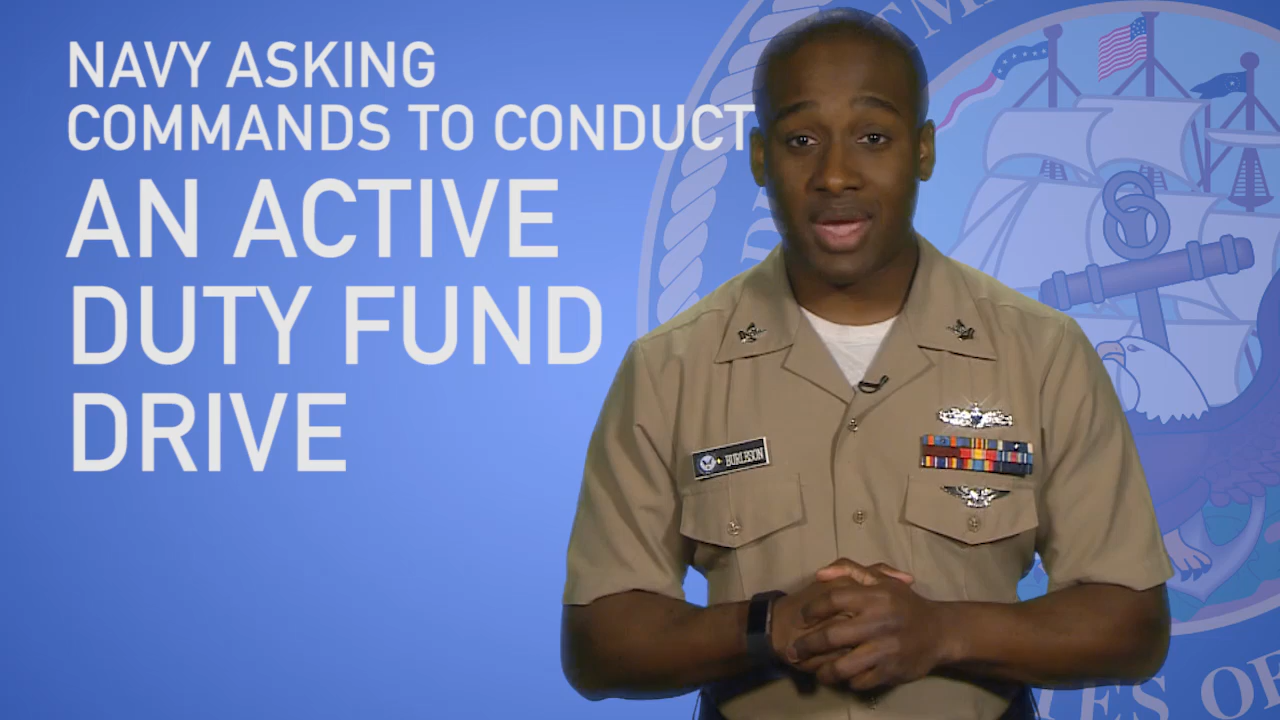 NAVY ASKING
COMMANDS TO CONDUCT
AN ACTIVE
DUTY FUND
DRIVE
BURLESON